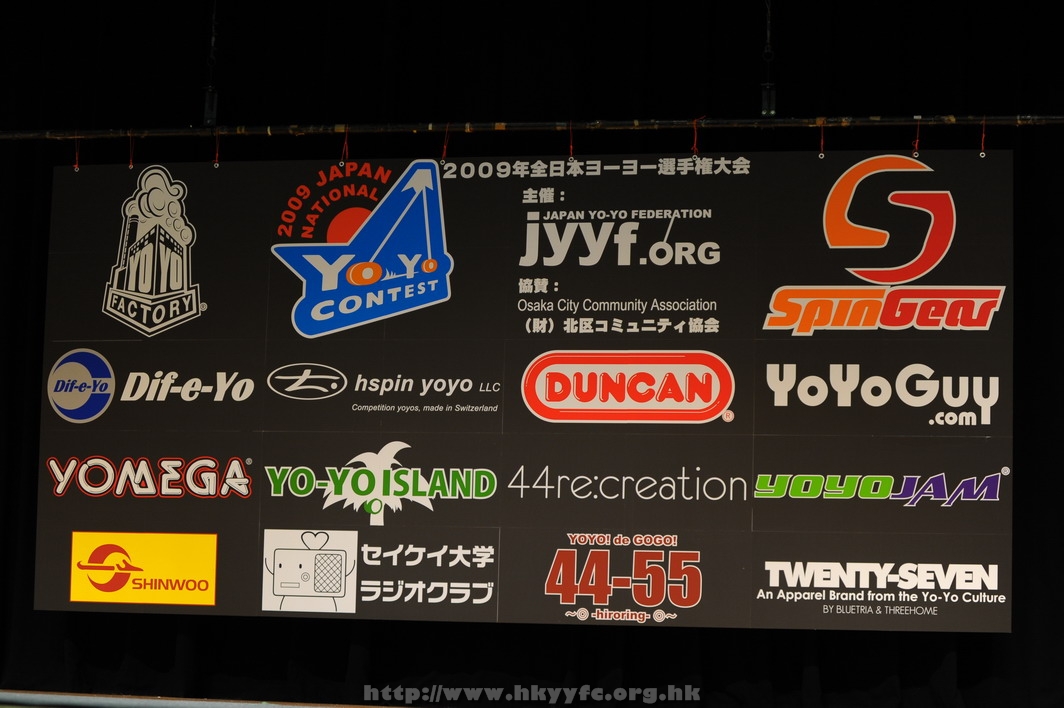 YO YO
FACTORY®
2009 JAPAN
NATIONAL
YoYo
CONTEST
2009年全日本ヨーヨー選手権大会
主催：
JAPAN YO-YO FEDERATION
jyyf.ORG
協賛：
Osaka City Community Association
（財）北区コミュニティ協会
SPINGEAR
Dif-e-Yo
Dif-e-Yo
hspin yoyo LLC
Competition yoyos, made in Switzerland
DUNCAN®
YoYoGuy
.com
YOMEGA®
YO-YO ISLAND
44re:creation
YOYOJAM®
SHINWOO
セイケイ大学
ラジオクラブ
YOYO! de GOGO!
44-55
-hiroring-
TWENTY-SEVEN
An Apparel Brand from the Yo-Yo Culture
BY BLUETRIA & THREEHOME
http://www.hkyyfc.org.hk